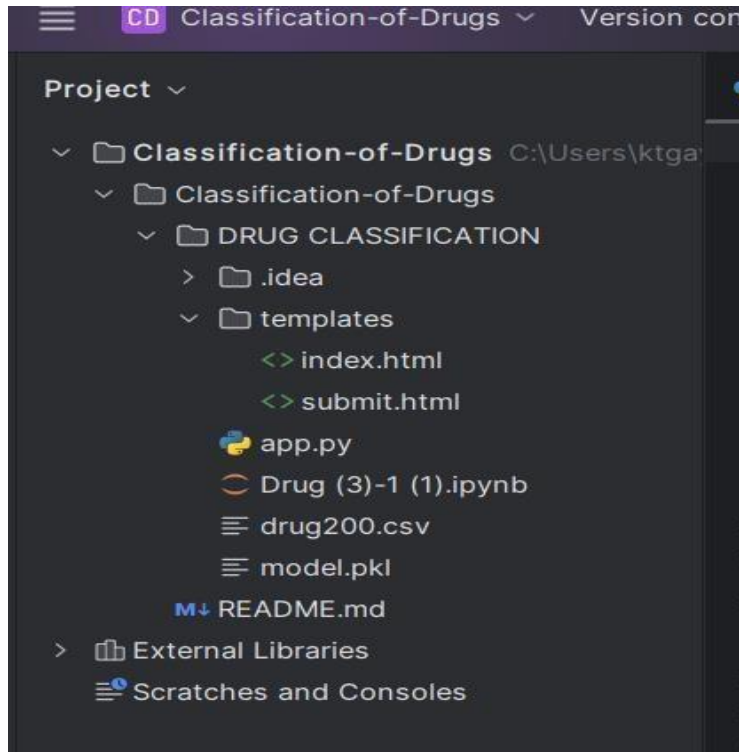 CD Classification-of-Drugs Version con
Project
Classification-of-Drugs C:\Users\ktga
Classification-of-Drugs
DRUG CLASSIFICATION
.idea
templates
<> index.html
<> submit.html
app.py
Drug (3)-1 (1).ipynb
drug200.csv
model.pkl
M↓ README.md
External Libraries
Scratches and Consoles